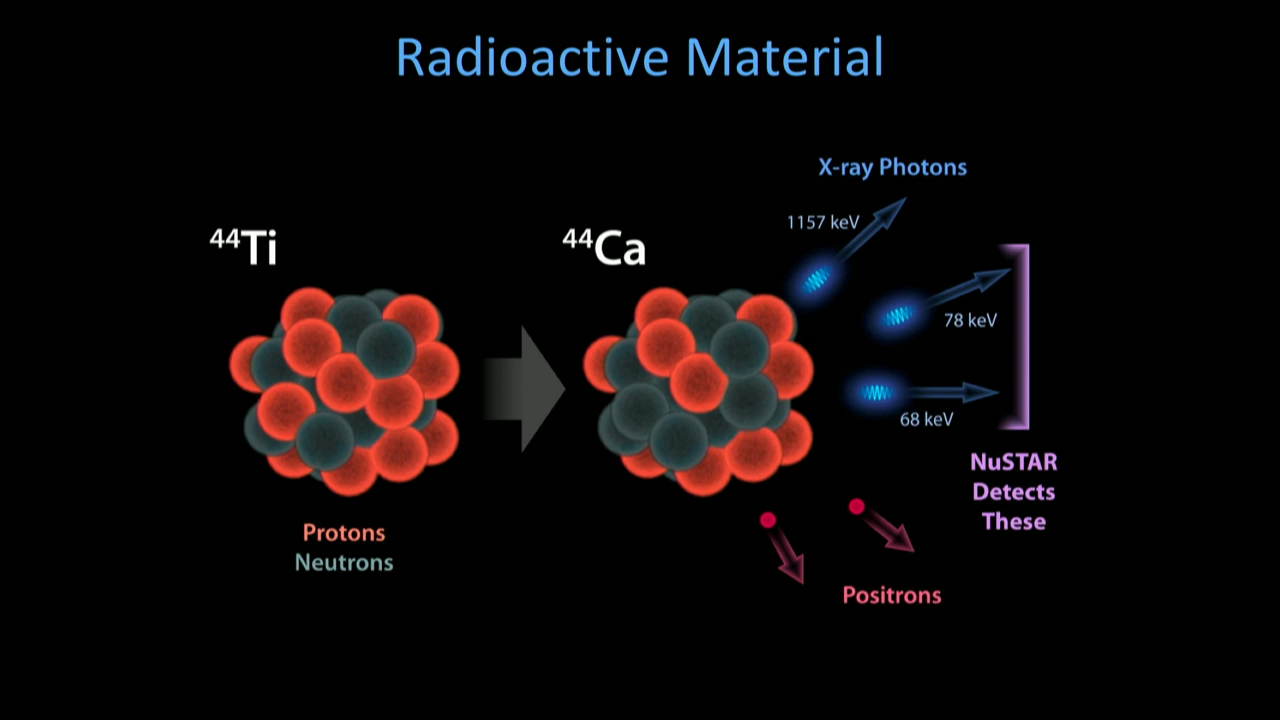 Radioactive Material
X-ray Photons
1157 keV
⁴⁴Ti
⁴⁴Ca
78 keV
68 keV
NuSTAR
Detects
These
Protons
Neutrons
Positrons